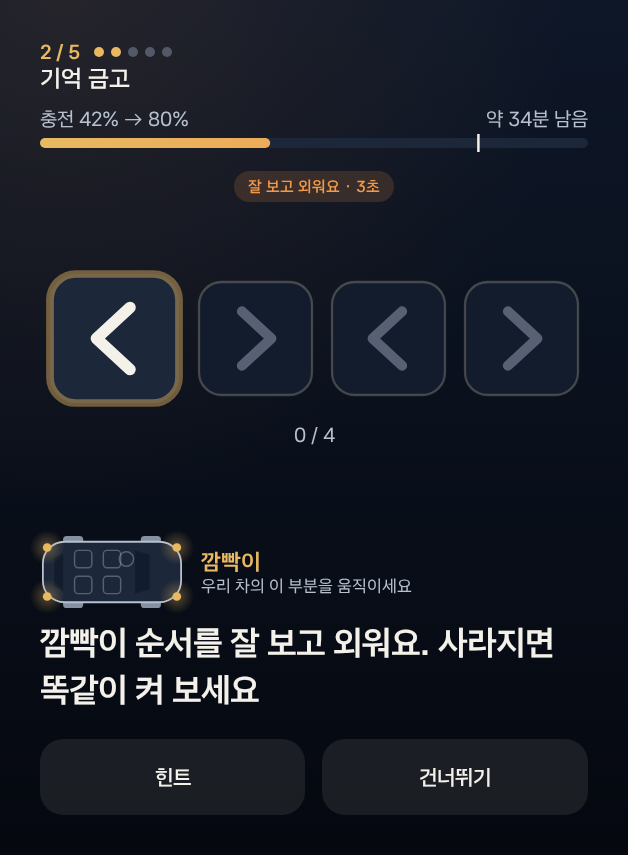 2 / 5
기억 금고
충전 42% → 80%
약 34분 남음
잘 보고 외워요 · 3초
0 / 4
깜빡이
우리 차의 이 부분을 움직이세요
깜빡이 순서를 잘 보고 외워요. 사라지면
똑같이 켜 보세요
힌트
건너뛰기